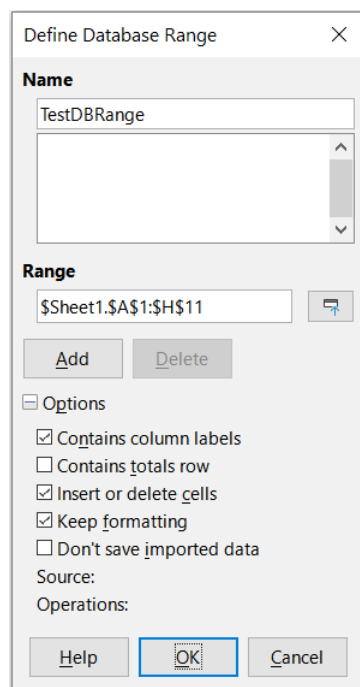 Define Database Range
Name
TestDBRange
Range
$Sheet1.$A$1:$H$11
Add Delete
Options
Contains column labels
Contains totals row
Insert or delete cells
Keep formatting
Don't save imported data
Source:
Operations:
Help OK Cancel